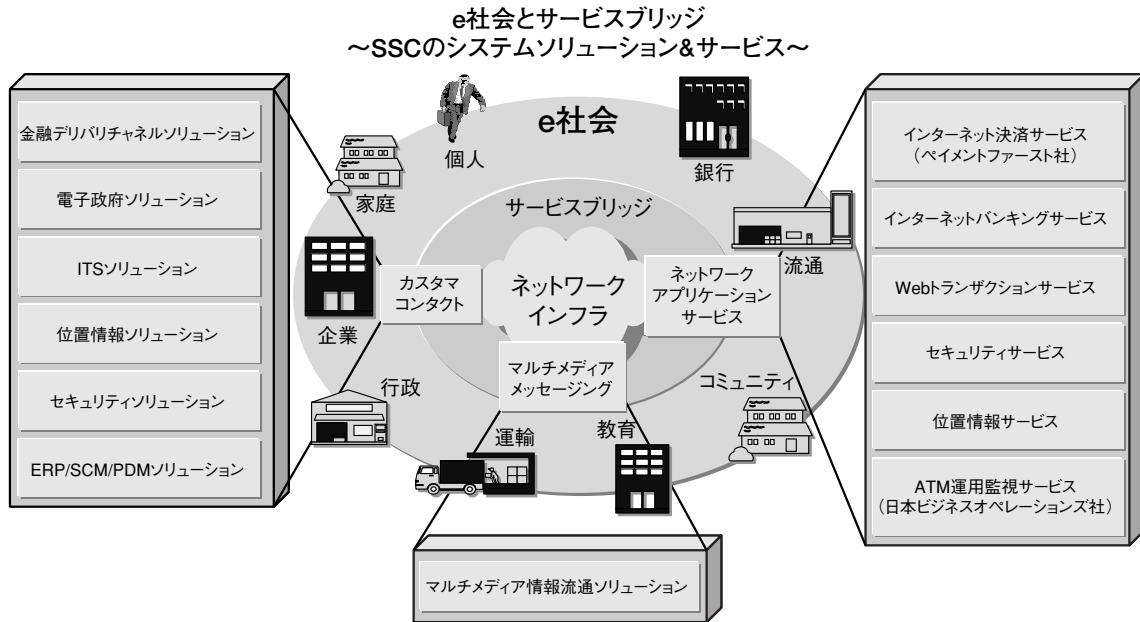 e社会とサービスブリッジ
～SSCのシステムソリューション&サービス～
金融デリバリチャネルソリューション
電子政府ソリューション
ITSソリューション
位置情報ソリューション
セキュリティソリューション
ERP/SCM/PDMソリューション
e社会
個人
銀行
家庭
サービスブリッジ
流通
企業
カスタマ
コンタクト
ネットワーク
インフラ
ネットワーク
アプリケーション
サービス
マルチメディア
メッセージング
行政
コミュニティ
運輸
教育
インターネット決済サービス
（ペイメントファースト社）
インターネットバンキングサービス
Webトランザクションサービス
セキュリティサービス
位置情報サービス
ATM運用監視サービス
（日本ビジネスオペレーションズ社）
マルチメディア情報流通ソリューション